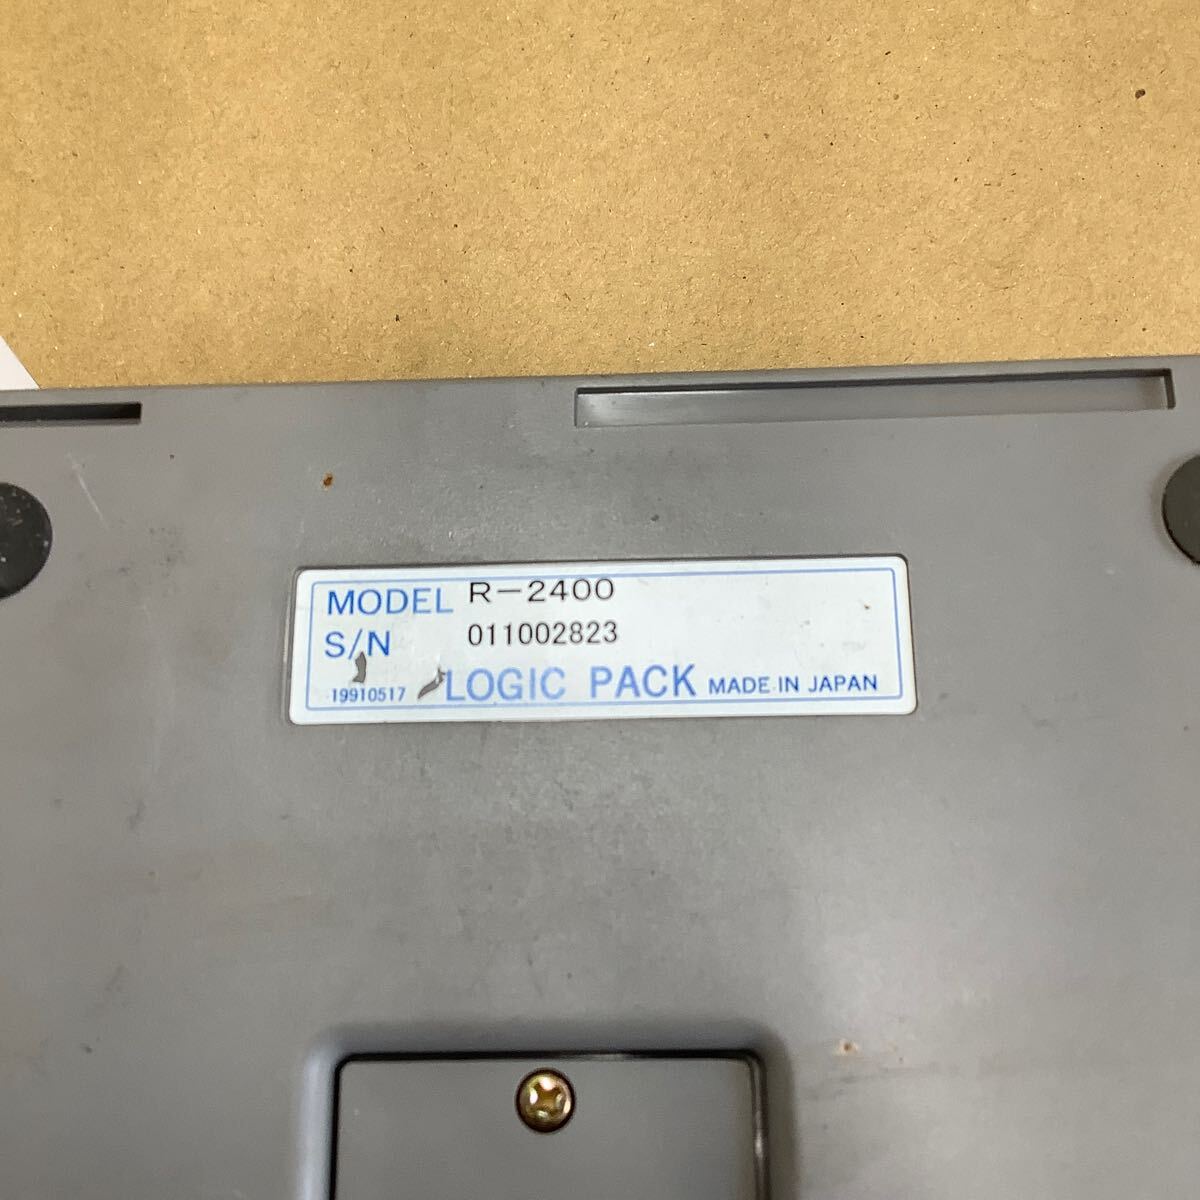 MODEL R-2400
S/N 011002823
19910517 LOGIC PACK MADE IN JAPAN